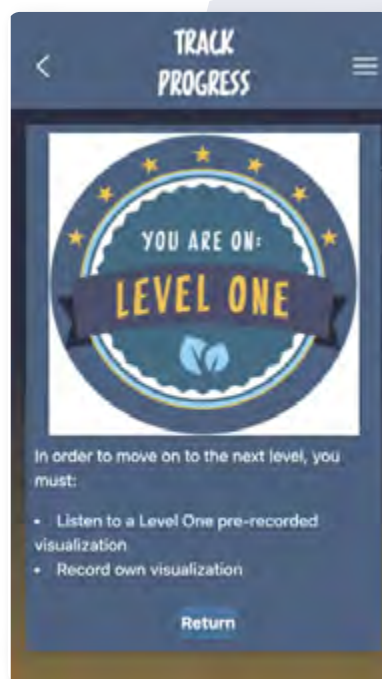 TRACK
PROGRESS
YOU ARE ON:
LEVEL ONE
In order to move on to the next level, you
must:
• Listen to a Level One pre-recorded
visualization
• Record own visualization
Return